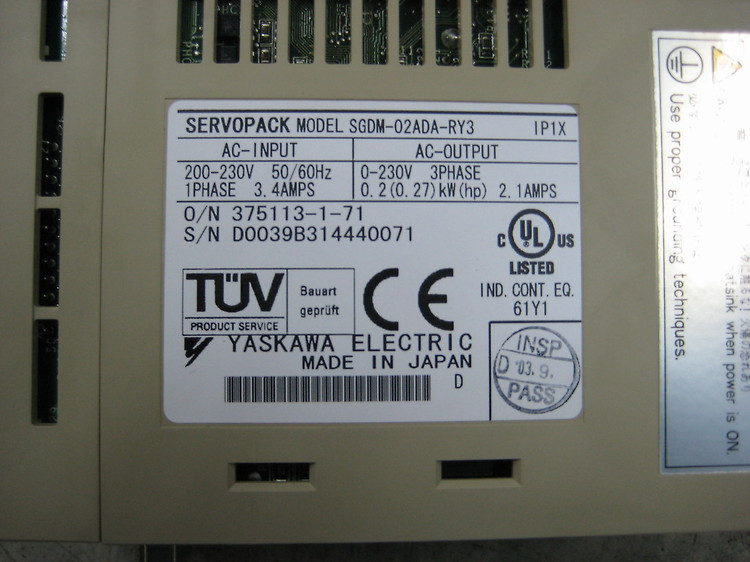 SERVOPACK MODEL SGDM-02ADA-RY3 IP1X
AC-INPUT AC-OUTPUT
200-230V 50/60Hz 0-230V 3PHASE
1PHASE 3.4AMPS 0.2(0.27)kW(hp) 2.1AMPS
O/N 375113-1-71
S/N D0039B314440071
C UL US
LISTED
IND. CONT. EQ.
61Y1
TÜV
PRODUCT SERVICE
Bauart
geprüft
CE
YASKAWA ELECTRIC
MADE IN JAPAN
D
INSP
D '03.9.
PASS
Use proper grounding techniques.
heatsink when power is ON.